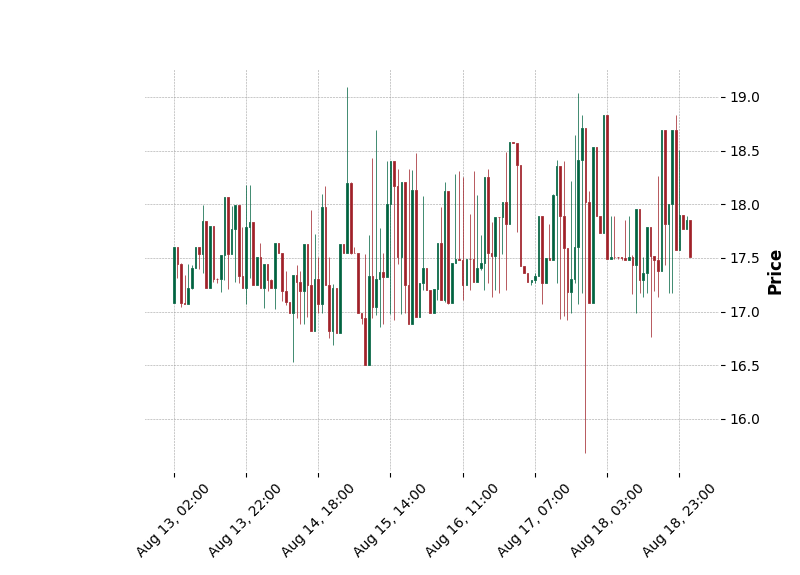 19.0
18.5
18.0
17.5
17.0
16.5
16.0
Price
Aug 13, 02:00
Aug 13, 22:00
Aug 14, 18:00
Aug 15, 14:00
Aug 16, 11:00
Aug 17, 07:00
Aug 18, 03:00
Aug 18, 23:00